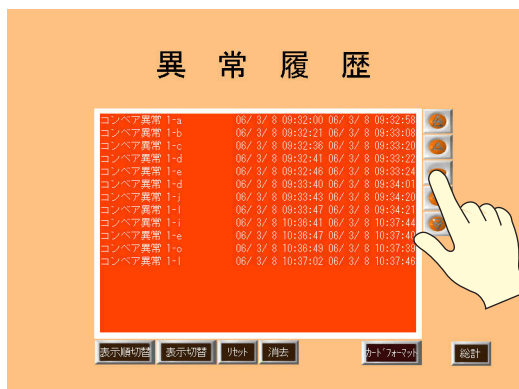 異常履歴
コンベア異常 1-a 06/ 3/ 8 09:32:00 06/ 3/ 8 09:32:58
コンベア異常 1-b 06/ 3/ 8 09:32:21 06/ 3/ 8 09:33:08
コンベア異常 1-c 06/ 3/ 8 09:32:36 06/ 3/ 8 09:33:20
コンベア異常 1-d 06/ 3/ 8 09:32:41 06/ 3/ 8 09:33:22
コンベア異常 1-e 06/ 3/ 8 09:32:46 06/ 3/ 8 09:33:24
コンベア異常 1-d 06/ 3/ 8 09:33:40 06/ 3/ 8 09:34:01
コンベア異常 1-j 06/ 3/ 8 09:33:43 06/ 3/ 8 09:34:20
コンベア異常 1-l 06/ 3/ 8 09:33:47 06/ 3/ 8 09:34:21
コンベア異常 1-i 06/ 3/ 8 10:36:41 06/ 3/ 8 10:37:44
コンベア異常 1-e 06/ 3/ 8 10:36:47 06/ 3/ 8 10:37:40
コンベア異常 1-o 06/ 3/ 8 10:36:49 06/ 3/ 8 10:37:39
コンベア異常 1-l 06/ 3/ 8 10:37:02 06/ 3/ 8 10:37:46
表示順切替 表示切替 リセット 消去 カードフォーマット 総計